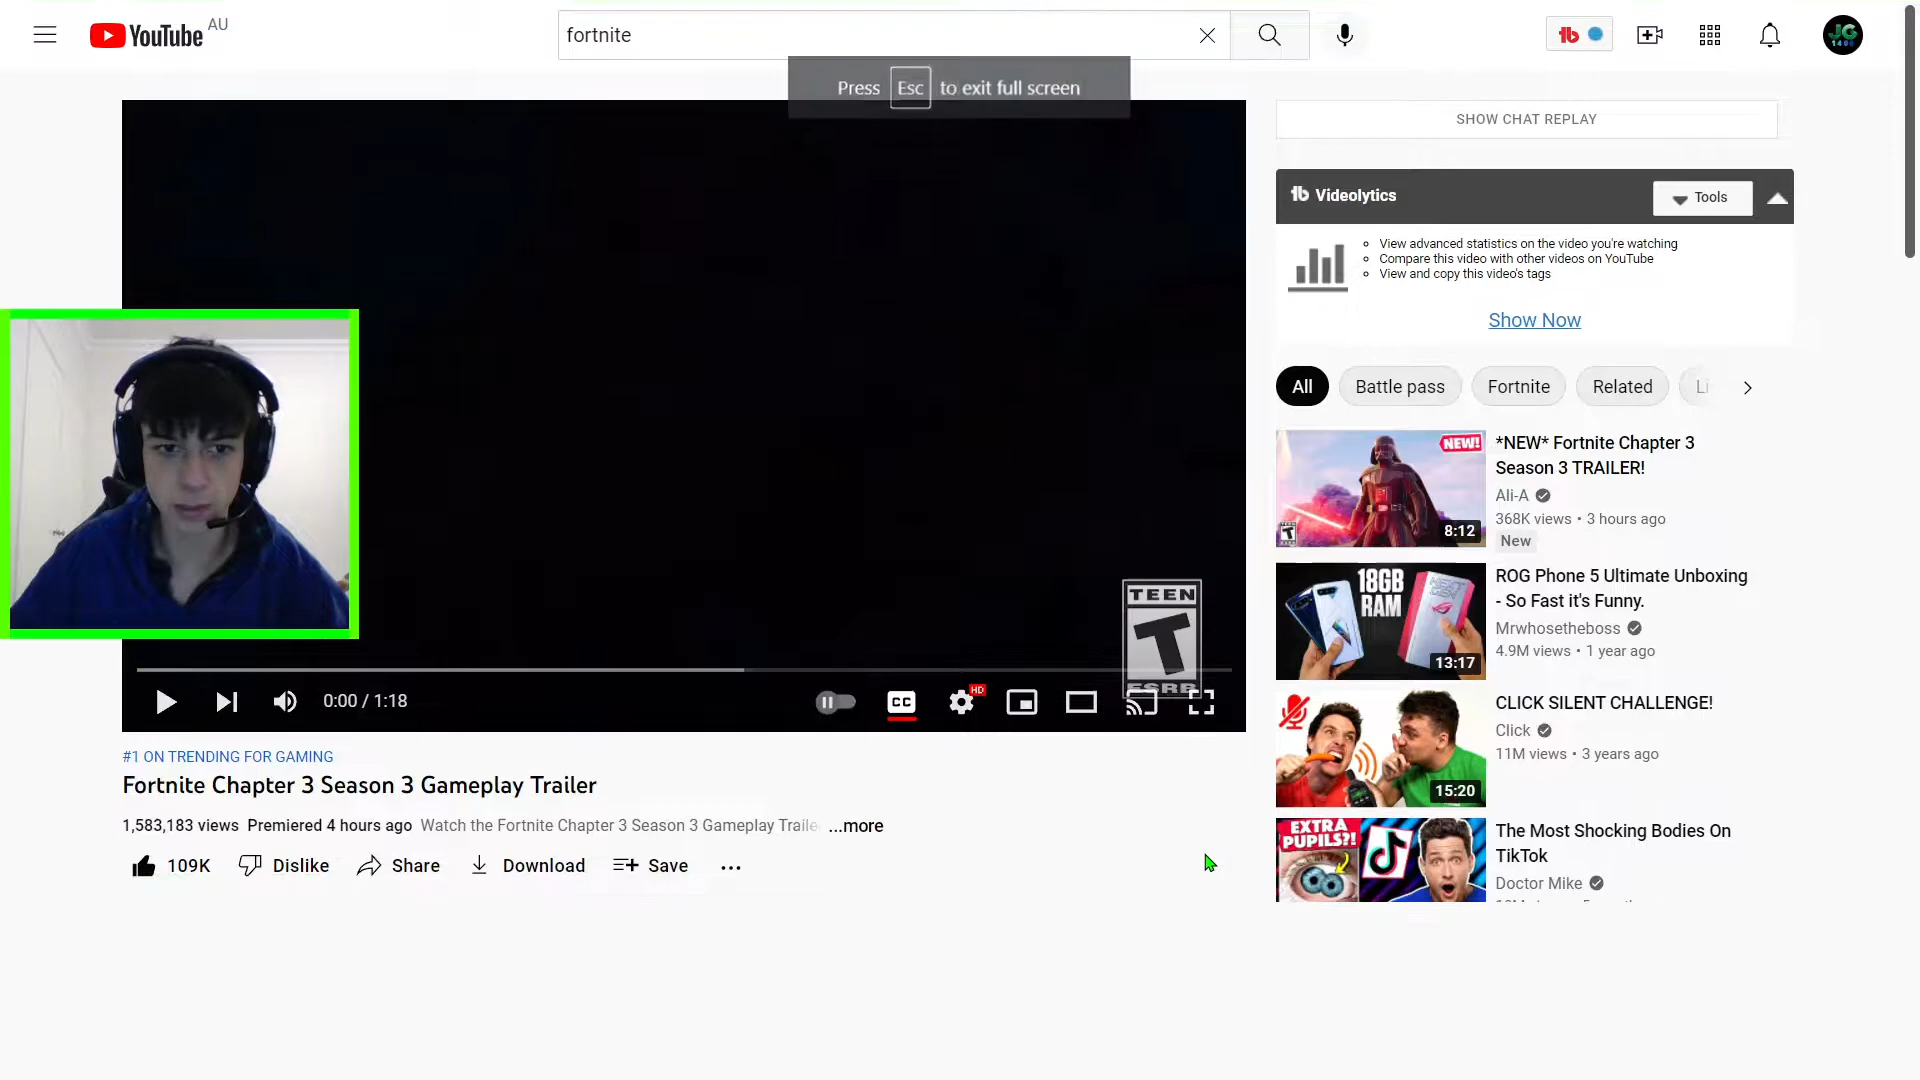 YouTube AU
fortnite
JG
Press Esc to exit full screen
SHOW CHAT REPLAY
Videolytics
Tools
View advanced statistics on the video you're watching
Compare this video with other videos on YouTube
View and copy this video's tags
Show Now
All
Battle pass
Fortnite
Related
Li
NEW!
8:12
*NEW* Fortnite Chapter 3
Season 3 TRAILER!
Ali-A
368K views • 3 hours ago
New
18GB
RAM
13:17
ROG Phone 5 Ultimate Unboxing
- So Fast it's Funny.
Mrwhosetheboss
4.9M views • 1 year ago
15:20
CLICK SILENT CHALLENGE!
Click
11M views • 3 years ago
EXTRA
PUPILS?!
The Most Shocking Bodies On
TikTok
Doctor Mike
TEEN
T
ESRB
0:00 / 1:18
CC
HD
#1 ON TRENDING FOR GAMING
Fortnite Chapter 3 Season 3 Gameplay Trailer
1,583,183 views Premiered 4 hours ago Watch the Fortnite Chapter 3 Season 3 Gameplay Traile ...more
109K
Dislike
Share
Download
Save